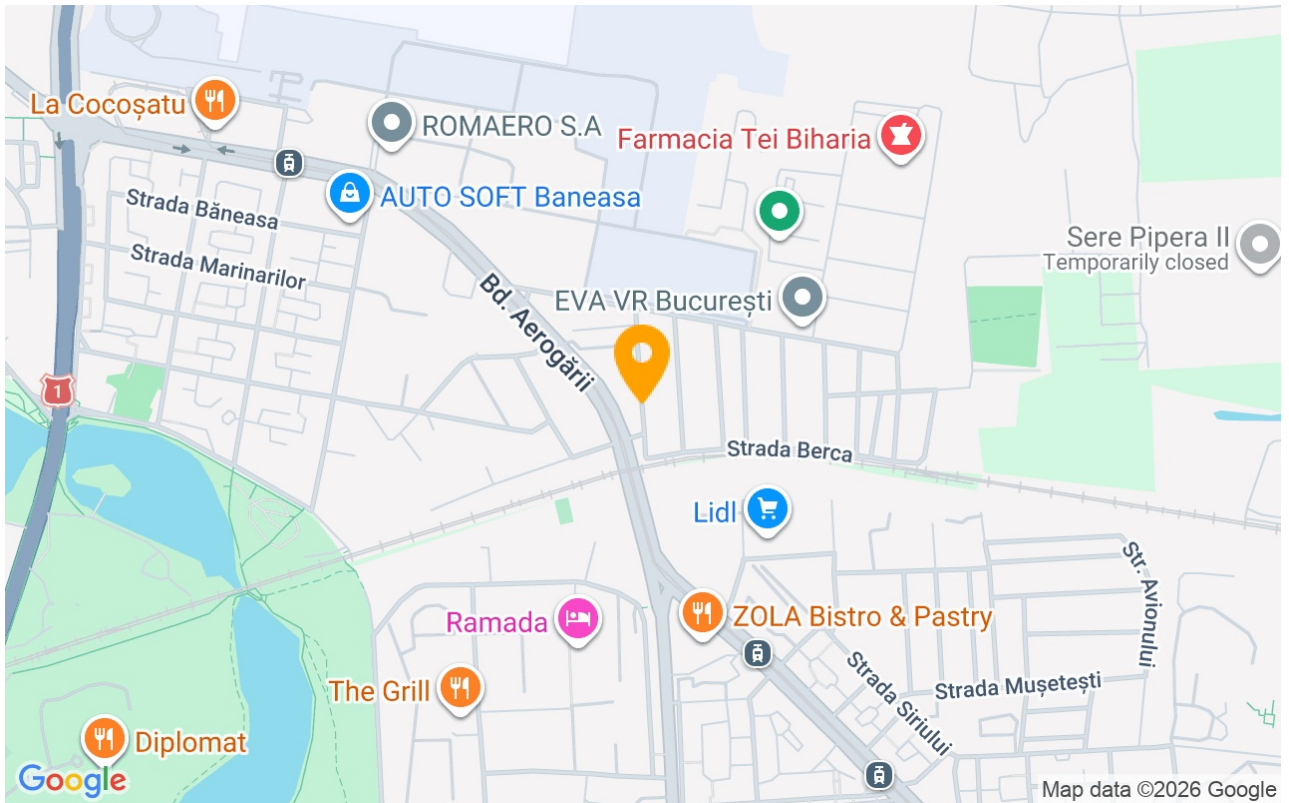 La Cocoșatu
ROMAERO S.A
Farmacia Tei Biharia
AUTO SOFT Baneasa
Strada Băneasa
Strada Marinarilor
Sere Pipera II
Temporarily closed
Bd. Aerogării
EVA VR București
1
Strada Berca
Lidl
Str. Avionului
Ramada
ZOLA Bistro & Pastry
The Grill
Strada Siriului
Strada Mușetești
Diplomat
Google
Map data ©2026 Google